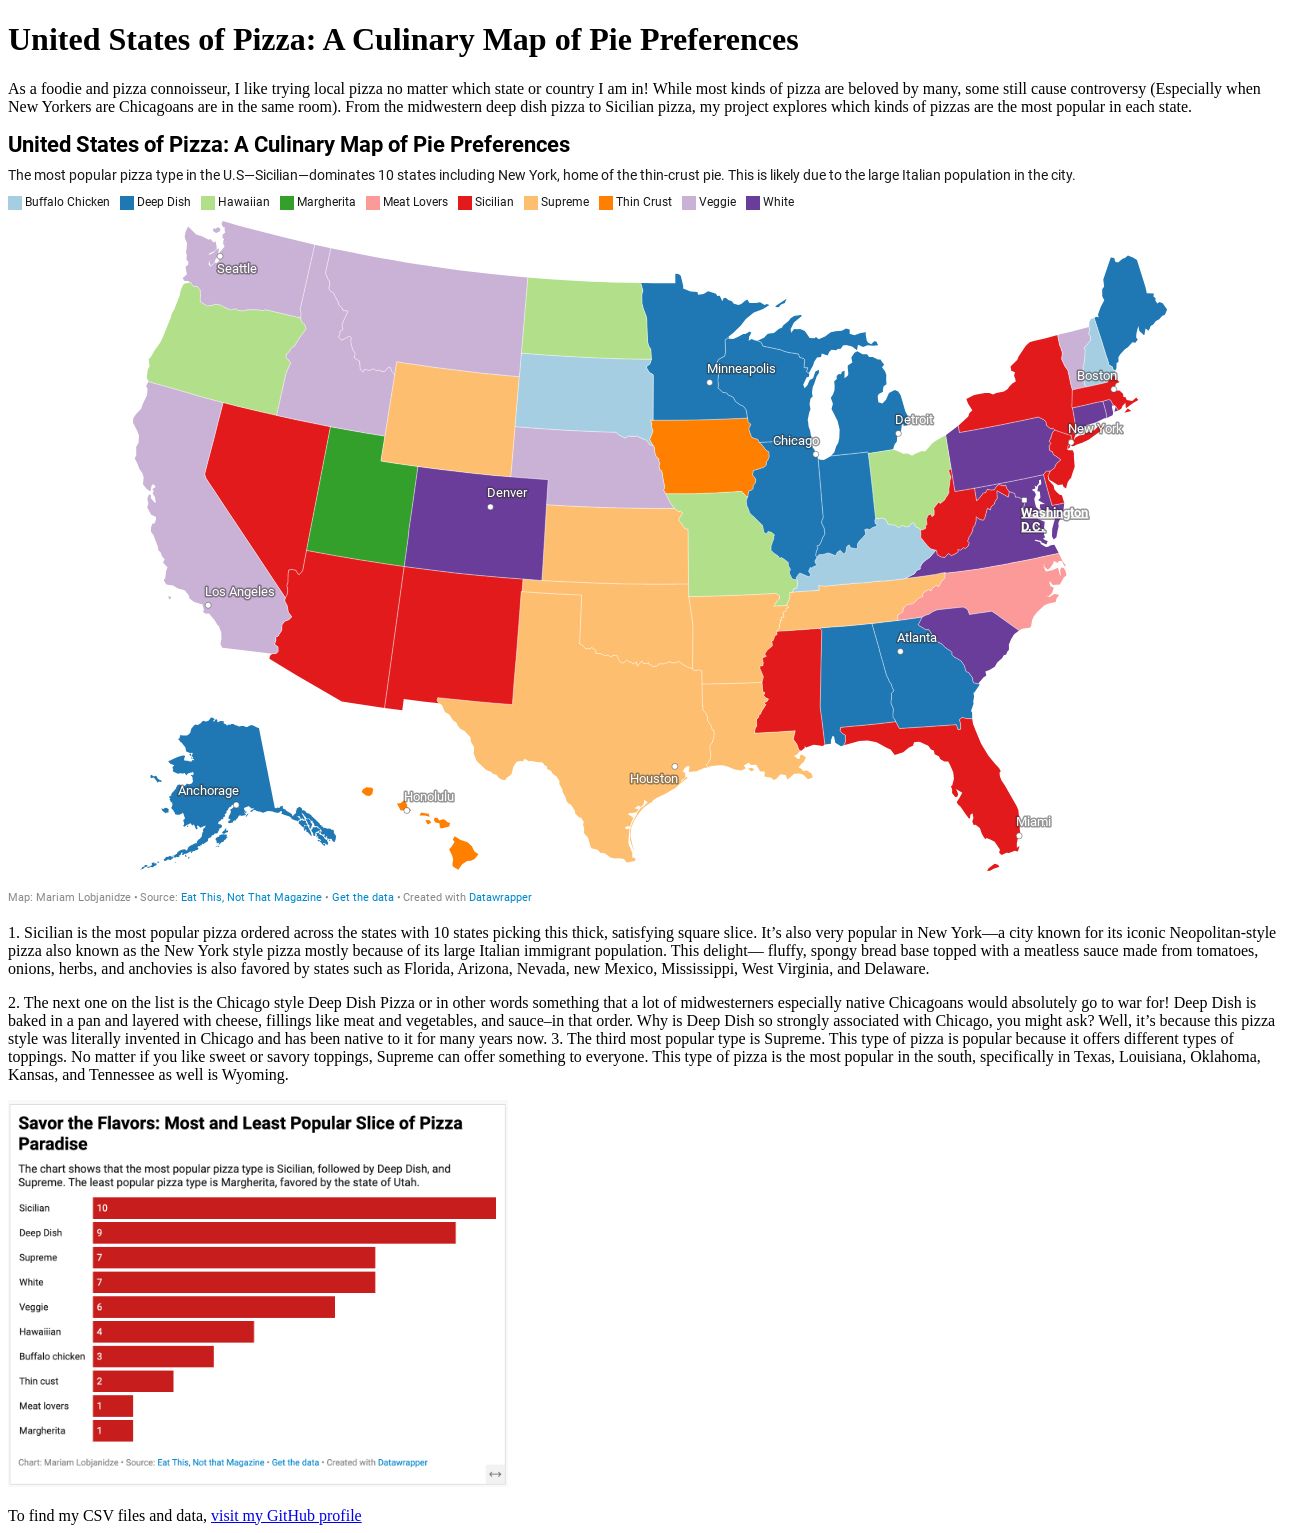 United States of Pizza: A Culinary Map of Pie Preferences
As a foodie and pizza connoisseur, I like trying local pizza no matter which state or country I am in! While most kinds of pizza are beloved by many, some still cause controversy (Especially when
New Yorkers are Chicagoans are in the same room). From the midwestern deep dish pizza to Sicilian pizza, my project explores which kinds of pizzas are the most popular in each state.
United States of Pizza: A Culinary Map of Pie Preferences
The most popular pizza type in the U.S—Sicilian—dominates 10 states including New York, home of the thin-crust pie. This is likely due to the large Italian population in the city.
Buffalo Chicken Deep Dish Hawaiian Margherita Meat Lovers Sicilian Supreme Thin Crust Veggie White
Seattle
Minneapolis
Boston
Detroit
New York
Chicago
Denver
Washington
D.C.
Los Angeles
Atlanta
Houston
Anchorage
Honolulu
Miami
Map: Mariam Lobjanidze • Source: Eat This, Not That Magazine • Get the data • Created with Datawrapper
1. Sicilian is the most popular pizza ordered across the states with 10 states picking this thick, satisfying square slice. It’s also very popular in New York—a city known for its iconic Neopolitan-style
pizza also known as the New York style pizza mostly because of its large Italian immigrant population. This delight— fluffy, spongy bread base topped with a meatless sauce made from tomatoes,
onions, herbs, and anchovies is also favored by states such as Florida, Arizona, Nevada, new Mexico, Mississippi, West Virginia, and Delaware.
2. The next one on the list is the Chicago style Deep Dish Pizza or in other words something that a lot of midwesterners especially native Chicagoans would absolutely go to war for! Deep Dish is
baked in a pan and layered with cheese, fillings like meat and vegetables, and sauce–in that order. Why is Deep Dish so strongly associated with Chicago, you might ask? Well, it’s because this pizza
style was literally invented in Chicago and has been native to it for many years now. 3. The third most popular type is Supreme. This type of pizza is popular because it offers different types of
toppings. No matter if you like sweet or savory toppings, Supreme can offer something to everyone. This type of pizza is the most popular in the south, specifically in Texas, Louisiana, Oklahoma,
Kansas, and Tennessee as well is Wyoming.
Savor the Flavors: Most and Least Popular Slice of Pizza
Paradise
The chart shows that the most popular pizza type is Sicilian, followed by Deep Dish, and
Supreme. The least popular pizza type is Margherita, favored by the state of Utah.
Sicilian 10
Deep Dish 9
Supreme 7
White 7
Veggie 6
Hawaiiian 4
Buffalo chicken 3
Thin cust 2
Meat lovers 1
Margherita 1
Chart: Mariam Lobjanidze • Source: Eat This, Not that Magazine • Get the data • Created with Datawrapper
To find my CSV files and data, visit my GitHub profile